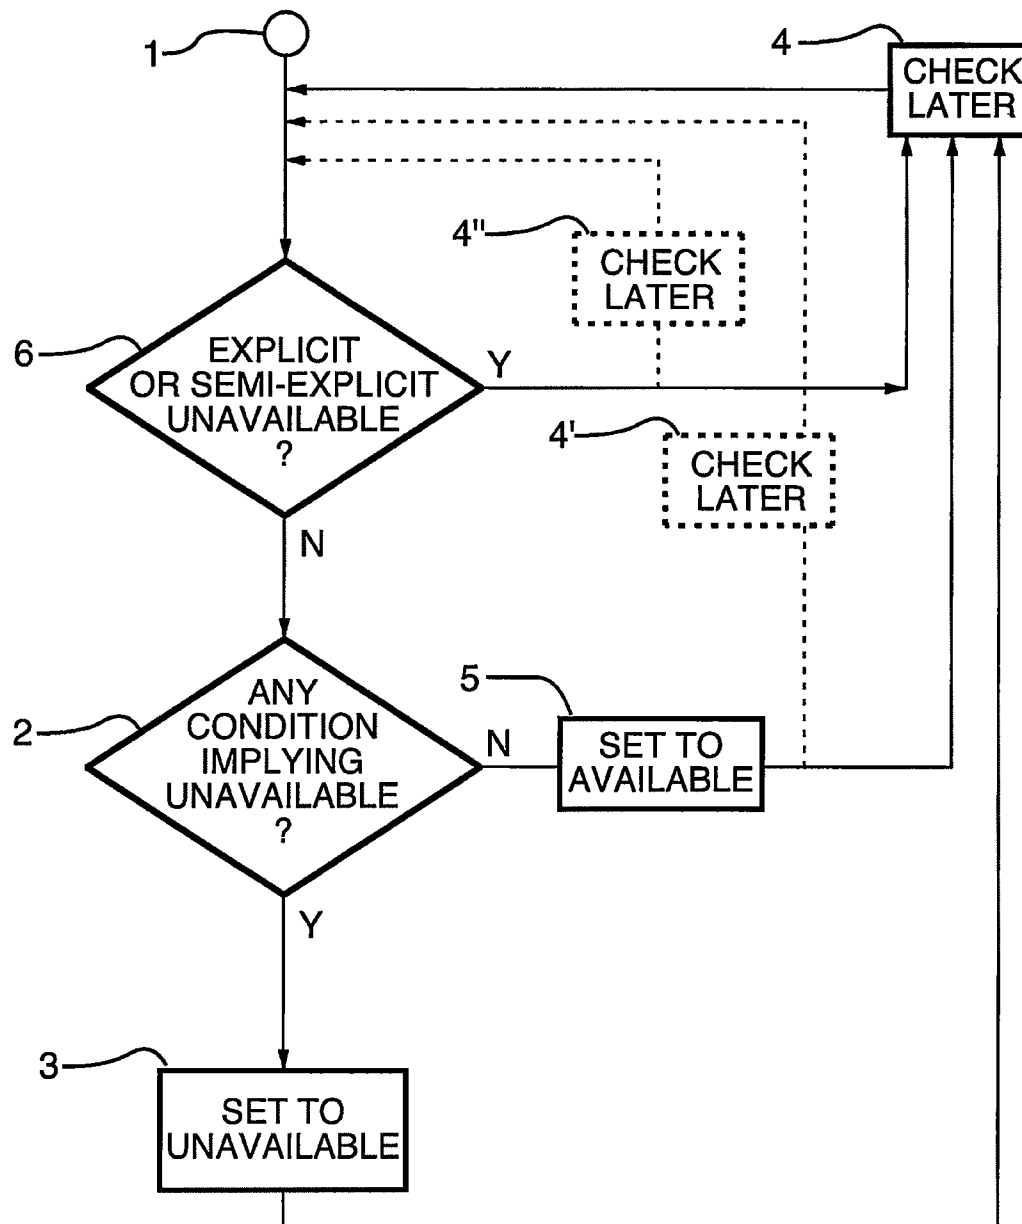 1
4
CHECK
LATER
4"
CHECK
LATER
6
EXPLICIT
OR SEMI-EXPLICIT
UNAVAILABLE
?
Y
4'
CHECK
LATER
N
2
ANY
CONDITION
IMPLYING
UNAVAILABLE
?
N
5
SET TO
AVAILABLE
Y
3
SET TO
UNAVAILABLE